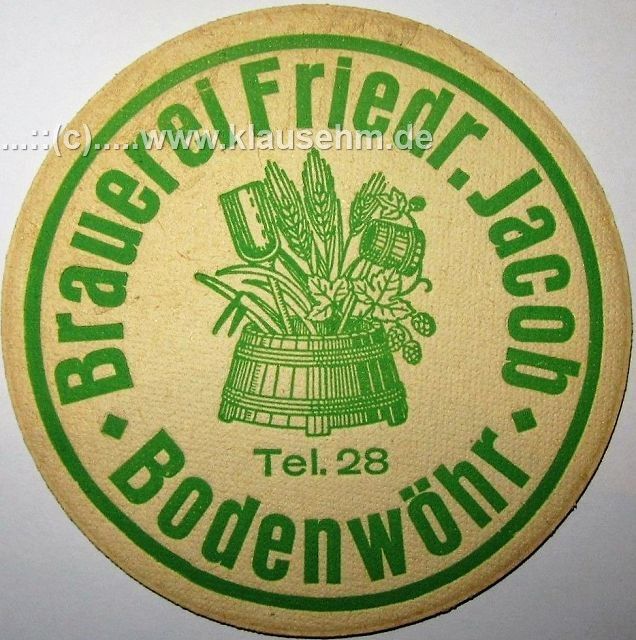 Brauerei Friedr. Jacob
...::(c).....www.klausehm.de
Tel. 28
· Bodenwöhr ·